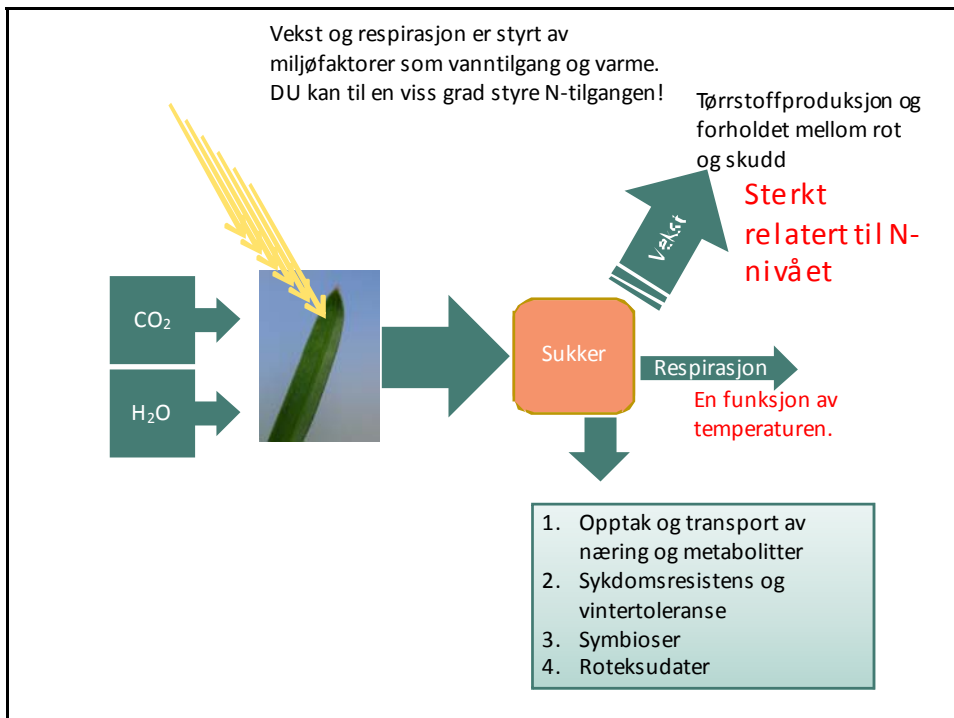 Vekst og respirasjon er styrt av
miljøfaktorer som vanntilgang og varme.
DU kan til en viss grad styre N-tilgangen!
Tørrstoffproduksjon og
forholdet mellom rot
og skudd
Sterkt
relatert til N-
nivået
Vekst
CO₂
H₂O
Sukker
Respirasjon
En funksjon av
temperaturen.
1. Opptak og transport av
næring og metabolitter
2. Sykdomsresistens og
vintertoleranse
3. Symbioser
4. Roteksudater